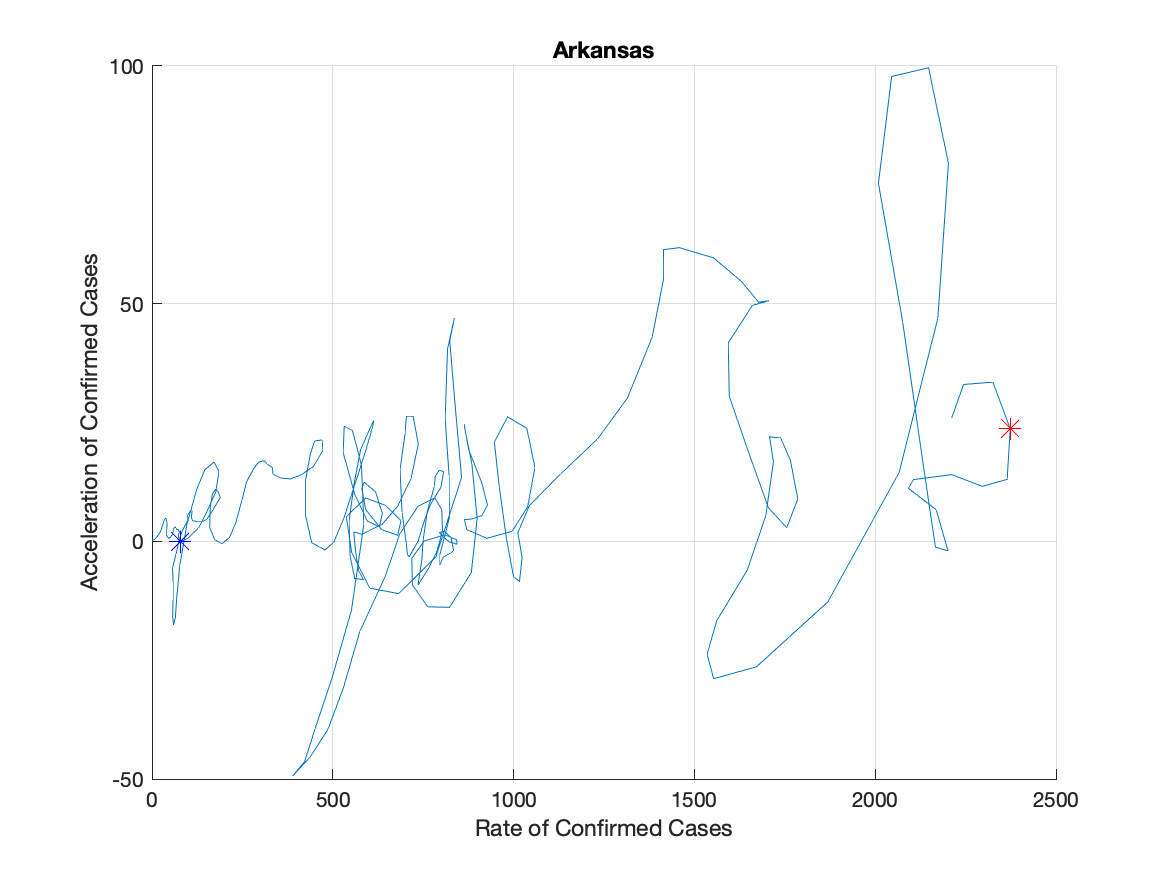 Arkansas
Acceleration of Confirmed Cases
100
50
0
-50
0 500 1000 1500 2000 2500
Rate of Confirmed Cases